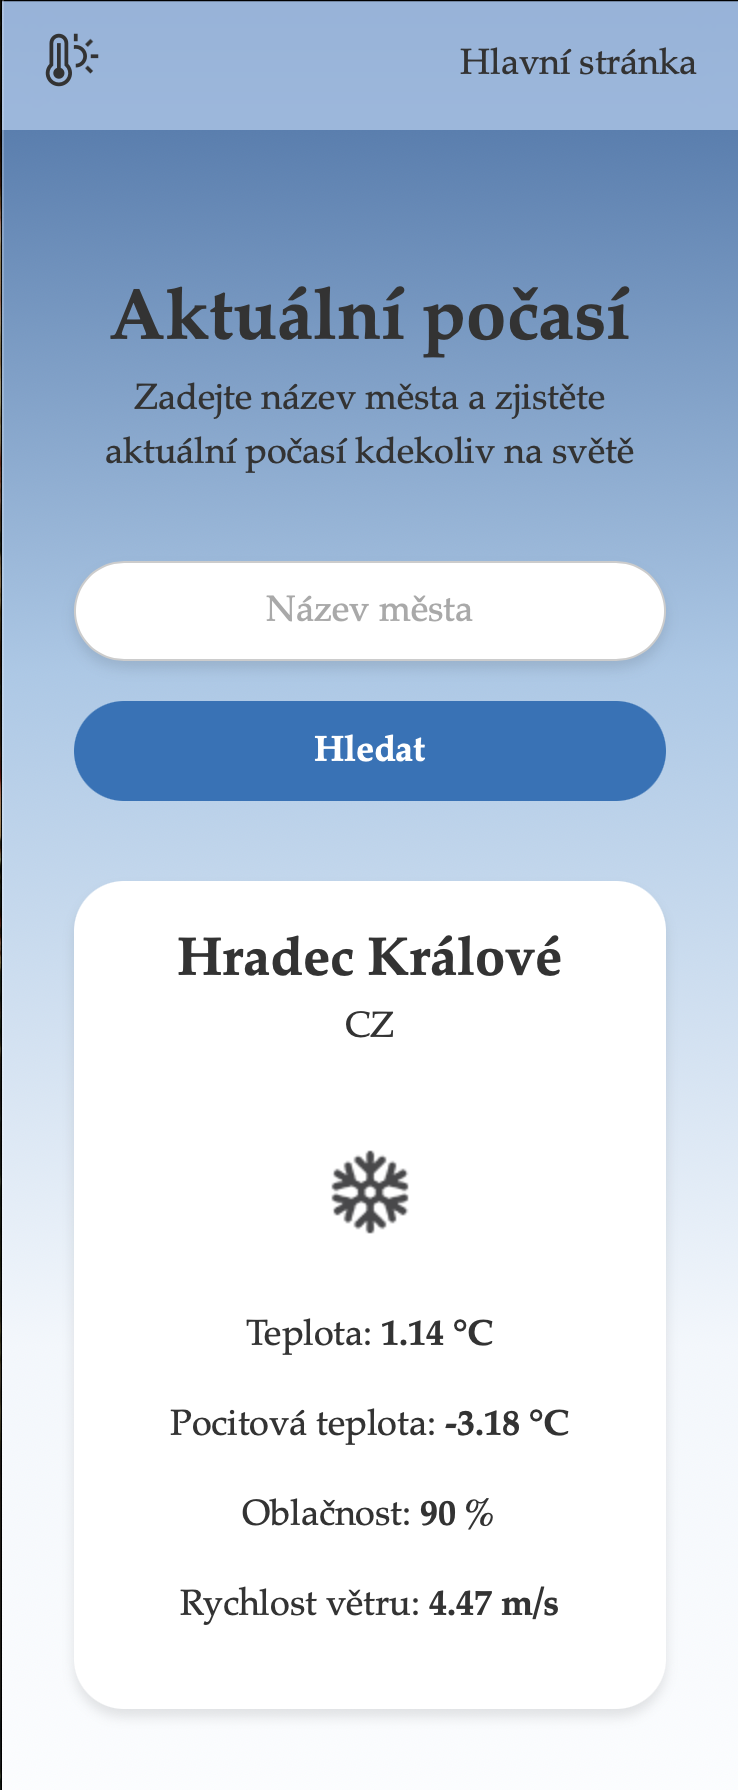 Hlavní stránka
Aktuální počasí
Zadejte název města a zjistěte
aktuální počasí kdekoliv na světě
Název města
Hledat
Hradec Králové
CZ
Teplota: 1.14 °C
Pocitová teplota: -3.18 °C
Oblačnost: 90 %
Rychlost větru: 4.47 m/s